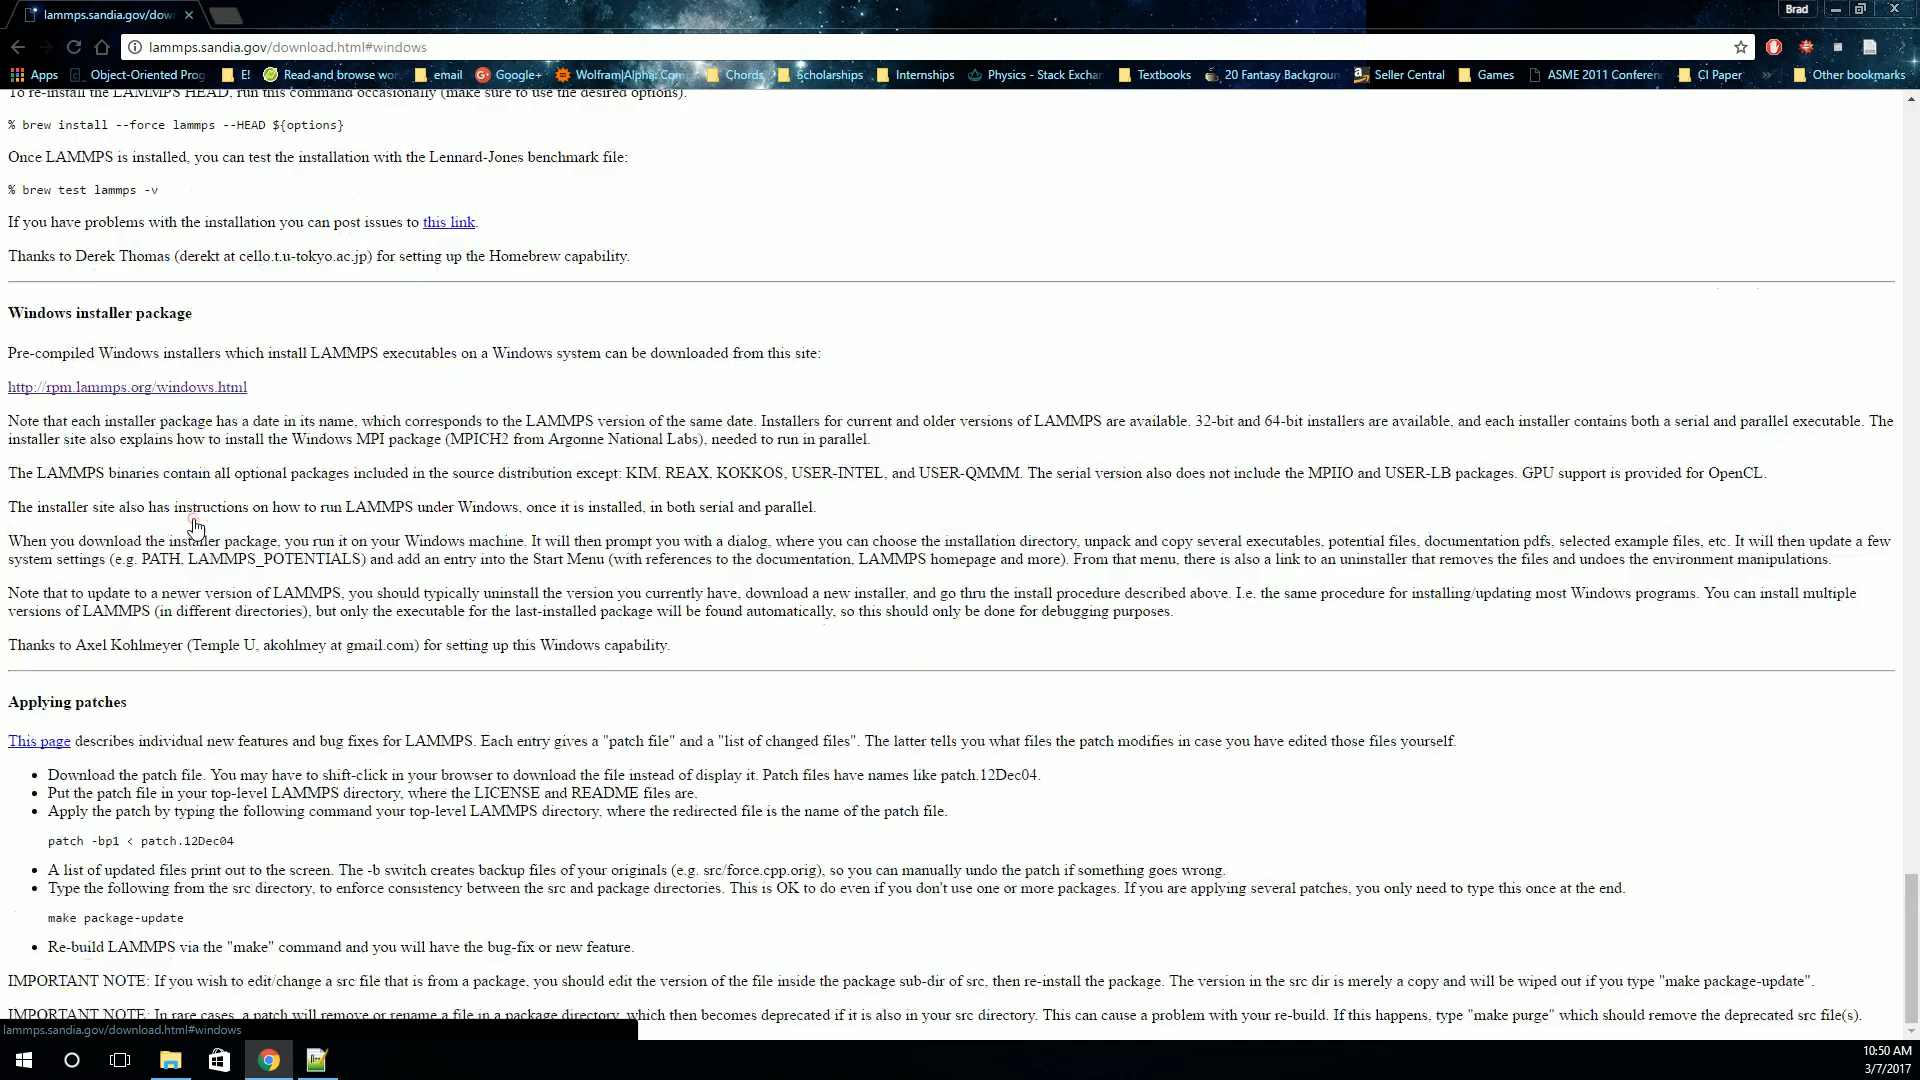 lammps.sandia.gov/dow
Brad
lammps.sandia.gov/download.html#windows
Apps
Object-Oriented Prog
E!
Read and browse wo
email
Google+
Wolfram|Alpha: Comp
Chords
Scholarships
Internships
Physics - Stack Exchan
Textbooks
20 Fantasy Backgroun
Seller Central
Games
ASME 2011 Conferenc
CI Paper
»
Other bookmarks
To re-install the LAMMPS HEAD, run this command occasionally (make sure to use the desired options).
% brew install --force lammps --HEAD ${options}
Once LAMMPS is installed, you can test the installation with the Lennard-Jones benchmark file:
% brew test lammps -v
If you have problems with the installation you can post issues to this link.
Thanks to Derek Thomas (derekt at cello.t.u-tokyo.ac.jp) for setting up the Homebrew capability.
Windows installer package
Pre-compiled Windows installers which install LAMMPS executables on a Windows system can be downloaded from this site:
http://rpm.lammps.org/windows.html
Note that each installer package has a date in its name, which corresponds to the LAMMPS version of the same date. Installers for current and older versions of LAMMPS are available. 32-bit and 64-bit installers are available, and each installer contains both a serial and parallel executable. The
installer site also explains how to install the Windows MPI package (MPICH2 from Argonne National Labs), needed to run in parallel.
The LAMMPS binaries contain all optional packages included in the source distribution except: KIM, REAX, KOKKOS, USER-INTEL, and USER-QMMM. The serial version also does not include the MPIIO and USER-LB packages. GPU support is provided for OpenCL.
The installer site also has instructions on how to run LAMMPS under Windows, once it is installed, in both serial and parallel.
When you download the installer package, you run it on your Windows machine. It will then prompt you with a dialog, where you can choose the installation directory, unpack and copy several executables, potential files, documentation pdfs, selected example files, etc. It will then update a few
system settings (e.g. PATH, LAMMPS_POTENTIALS) and add an entry into the Start Menu (with references to the documentation, LAMMPS homepage and more). From that menu, there is also a link to an uninstaller that removes the files and undoes the environment manipulations.
Note that to update to a newer version of LAMMPS, you should typically uninstall the version you currently have, download a new installer, and go thru the install procedure described above. I.e. the same procedure for installing/updating most Windows programs. You can install multiple
versions of LAMMPS (in different directories), but only the executable for the last-installed package will be found automatically, so this should only be done for debugging purposes.
Thanks to Axel Kohlmeyer (Temple U, akohlmey at gmail.com) for setting up this Windows capability.
Applying patches
This page describes individual new features and bug fixes for LAMMPS. Each entry gives a "patch file" and a "list of changed files". The latter tells you what files the patch modifies in case you have edited those files yourself.
• Download the patch file. You may have to shift-click in your browser to download the file instead of display it. Patch files have names like patch.12Dec04.
• Put the patch file in your top-level LAMMPS directory, where the LICENSE and README files are.
• Apply the patch by typing the following command your top-level LAMMPS directory, where the redirected file is the name of the patch file.
patch -bp1 < patch.12Dec04
• A list of updated files print out to the screen. The -b switch creates backup files of your originals (e.g. src/force.cpp.orig), so you can manually undo the patch if something goes wrong.
• Type the following from the src directory, to enforce consistency between the src and package directories. This is OK to do even if you don't use one or more packages. If you are applying several patches, you only need to type this once at the end.
make package-update
• Re-build LAMMPS via the "make" command and you will have the bug-fix or new feature.
IMPORTANT NOTE: If you wish to edit/change a src file that is from a package, you should edit the version of the file inside the package sub-dir of src, then re-install the package. The version in the src dir is merely a copy and will be wiped out if you type "make package-update".
IMPORTANT NOTE: In rare cases, a patch will remove or rename a file in a package directory, which then becomes deprecated if it is also in your src directory. This can cause a problem with your re-build. If this happens, type "make purge" which should remove the deprecated src file(s).
lammps.sandia.gov/download.html#windows
10:50 AM
3/7/2017